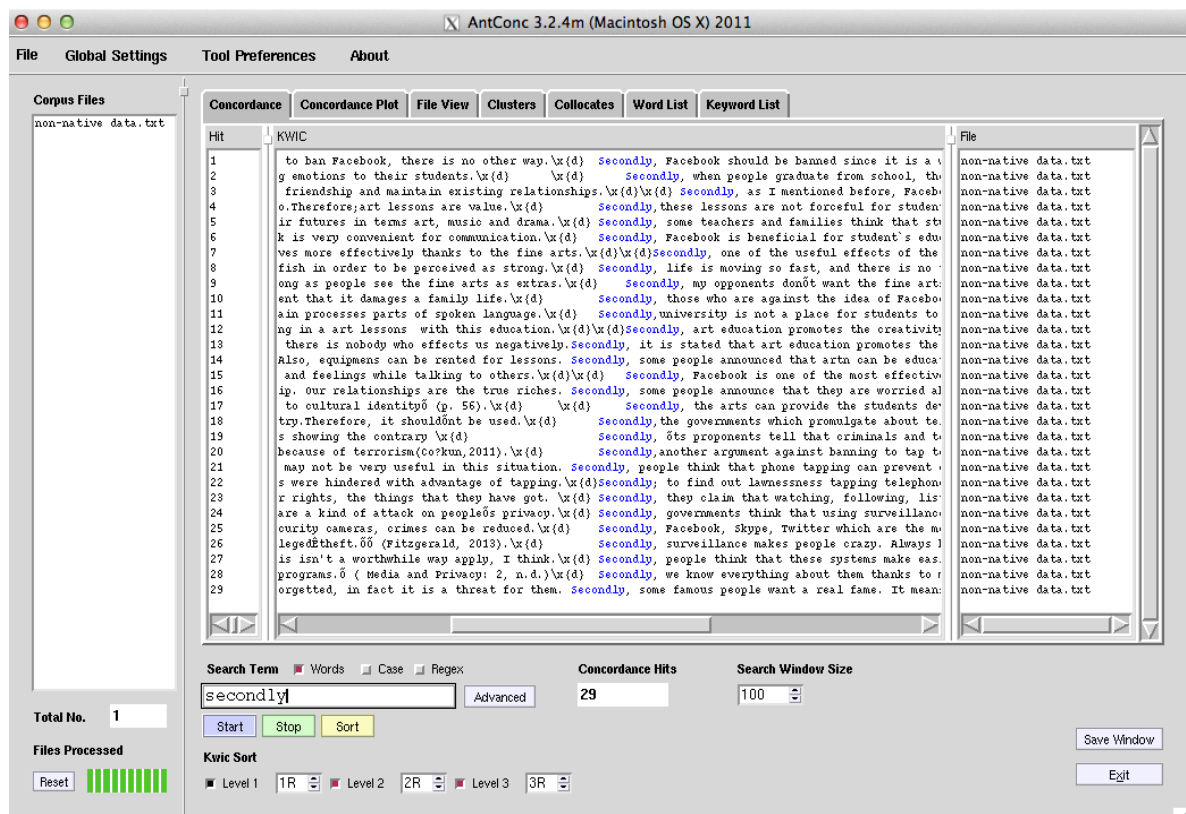 AntConc 3.2.4m (Macintosh OS X) 2011
File Global Settings Tool Preferences About
Corpus Files
non-native data.txt
Concordance Concordance Plot File View Clusters Collocates Word List Keyword List
Hit KWIC File
1 to ban Facebook, there is no other way.\x{d} Secondly, Facebook should be banned since it is a non-native data.txt
2 g emotions to their students.\x{d} \x{d} Secondly, when people graduate from school, non-native data.txt
3 friendship and maintain existing relationships.\x{d}\x{d} Secondly, as I mentioned before, Faceb non-native data.txt
4 o.Therefore;art lessons are value.\x{d} Secondly,these lessons are not forceful for studen non-native data.txt
5 ir futures in terms art, music and drama.\x{d} Secondly, some teachers and families think that stu non-native data.txt
6 k is very convenient for communication.\x{d} Secondly, Facebook is beneficial for student`s edu non-native data.txt
7 ves more effectively thanks to the fine arts.\x{d}\x{d}Secondly, one of the useful effects of the non-native data.txt
8 fish in order to be perceived as strong.\x{d} Secondly, life is moving so fast, and there is no non-native data.txt
9 ong as people see the fine arts as extras.\x{d} Secondly, my opponents donőt want the fine art non-native data.txt
10 ent that it damages a family life.\x{d} Secondly, those who are against the idea of Facebo non-native data.txt
11 ain processes parts of spoken language.\x{d} Secondly,university is not a place for students to non-native data.txt
12 ng in a art lessons with this education.\x{d}\x{d}Secondly, art education promotes the creativity non-native data.txt
13 there is nobody who effects us negatively.Secondly, it is stated that art education promotes the non-native data.txt
14 Also, equipmens can be rented for lessons. Secondly, some people announced that artn can be educa non-native data.txt
15 and feelings while talking to others.\x{d}\x{d} Secondly, Facebook is one of the most effectiv non-native data.txt
16 ip. Our relationships are the true riches. Secondly, some people announce that they are worried al non-native data.txt
17 to cultural identityő (p. 56).\x{d} \x{d} Secondly, the arts can provide the students de non-native data.txt
18 try.Therefore, it shouldőnt be used.\x{d} Secondly,the governments which promulgate about te non-native data.txt
19 s showing the contrary \x{d} Secondly, őts proponents tell that criminals and t non-native data.txt
20 because of terrorism(Co?kun,2011).\x{d} Secondly,another argument against banning to tap t non-native data.txt
21 may not be very useful in this situation. Secondly, people think that phone tapping can prevent non-native data.txt
22 s were hindered with advantage of tapping.\x{d}Secondly; to find out lawnessness tapping telephon non-native data.txt
23 r rights, the things that they have got. \x{d} Secondly, they claim that watching, following, lis non-native data.txt
24 are a kind of attack on peopleős privacy.\x{d} Secondly, governments think that using surveillanc non-native data.txt
25 curity cameras, crimes can be reduced.\x{d} Secondly, Facebook, Skype, Twitter which are the m non-native data.txt
26 legedÊtheft.őő (Fitzgerald, 2013).\x{d} Secondly, surveillance makes people crazy. Always non-native data.txt
27 is isn't a worthwhile way apply, I think.\x{d} Secondly, people think that these systems make eas non-native data.txt
28 programs.ő ( Media and Privacy: 2, n.d.)\x{d} Secondly, we know everything about them thanks to non-native data.txt
29 orgetted, in fact it is a threat for them. Secondly, some famous people want a real fame. It mean non-native data.txt
Search Term Words Case Regex Concordance Hits Search Window Size
secondly Advanced 29 100
Total No. 1
Start Stop Sort
Files Processed
Save Window
Kwic Sort
Reset Level 1 1R Level 2 2R Level 3 3R Exit